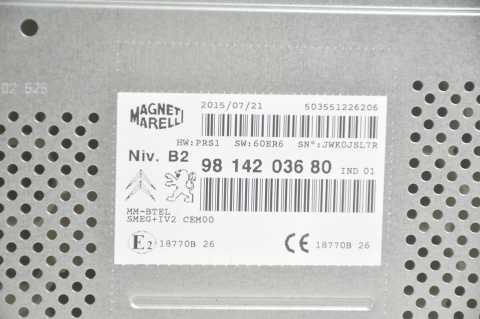 02 525
MAGNETI MARELLI
2015/07/21 503551226206
HW:PRS1 SW:60ER6 SN°:JWK0JSL7R
Niv. B2 98 142 036 80 IND 01
MM-BTEL
SMEG+IV2 CEM00
E2 18770B 26 CE 18770B 26